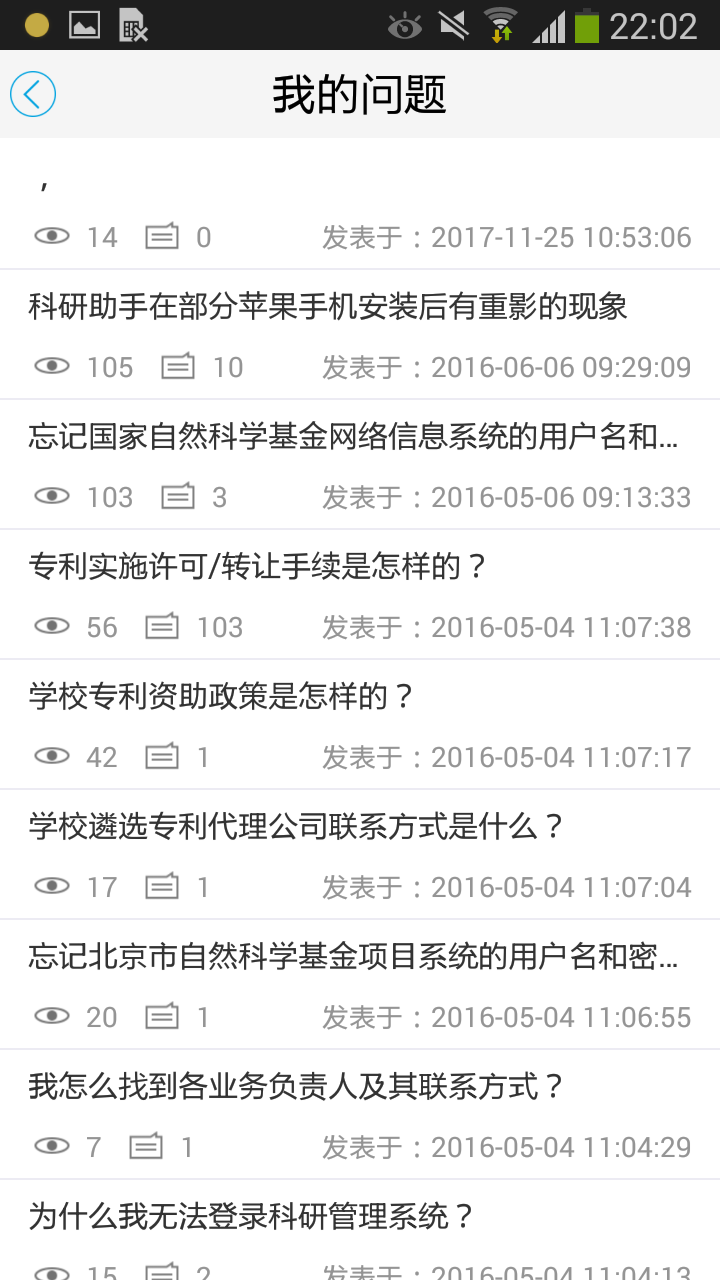 22:02
我的问题
,
14 0 发表于：2017-11-25 10:53:06
科研助手在部分苹果手机安装后有重影的现象
105 10 发表于：2016-06-06 09:29:09
忘记国家自然科学基金网络信息系统的用户名和...
103 3 发表于：2016-05-06 09:13:33
专利实施许可/转让手续是怎样的？
56 103 发表于：2016-05-04 11:07:38
学校专利资助政策是怎样的？
42 1 发表于：2016-05-04 11:07:17
学校遴选专利代理公司联系方式是什么？
17 1 发表于：2016-05-04 11:07:04
忘记北京市自然科学基金项目系统的用户名和密...
20 1 发表于：2016-05-04 11:06:55
我怎么找到各业务负责人及其联系方式？
7 1 发表于：2016-05-04 11:04:29
为什么我无法登录科研管理系统？
15 2 发表于：2016-05-04 11:04:13